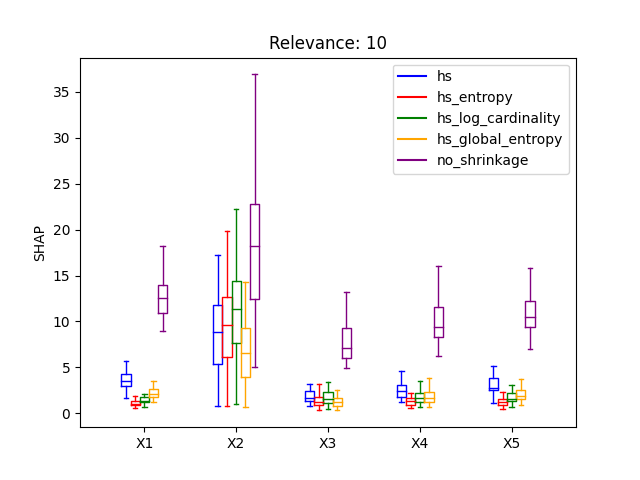 Relevance: 10
hs
hs_entropy
hs_log_cardinality
hs_global_entropy
no_shrinkage
SHAP
35
30
25
20
15
10
5
0
X1 X2 X3 X4 X5